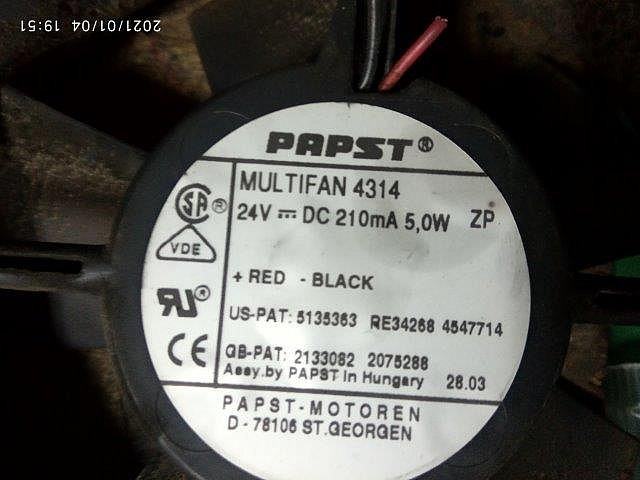 2021/01/04 19:51
PAPST®
MULTIFAN 4314
24V ⎓ DC 210mA 5,0W ZP
SA®
VDE
+ RED - BLACK
US-PAT: 5135363 RE34268 4547714
GB-PAT: 2133082 2075288
Assy.by PAPST in Hungary 28.03
RU®
CE
PAPST-MOTOREN
D - 78106 ST.GEORGEN